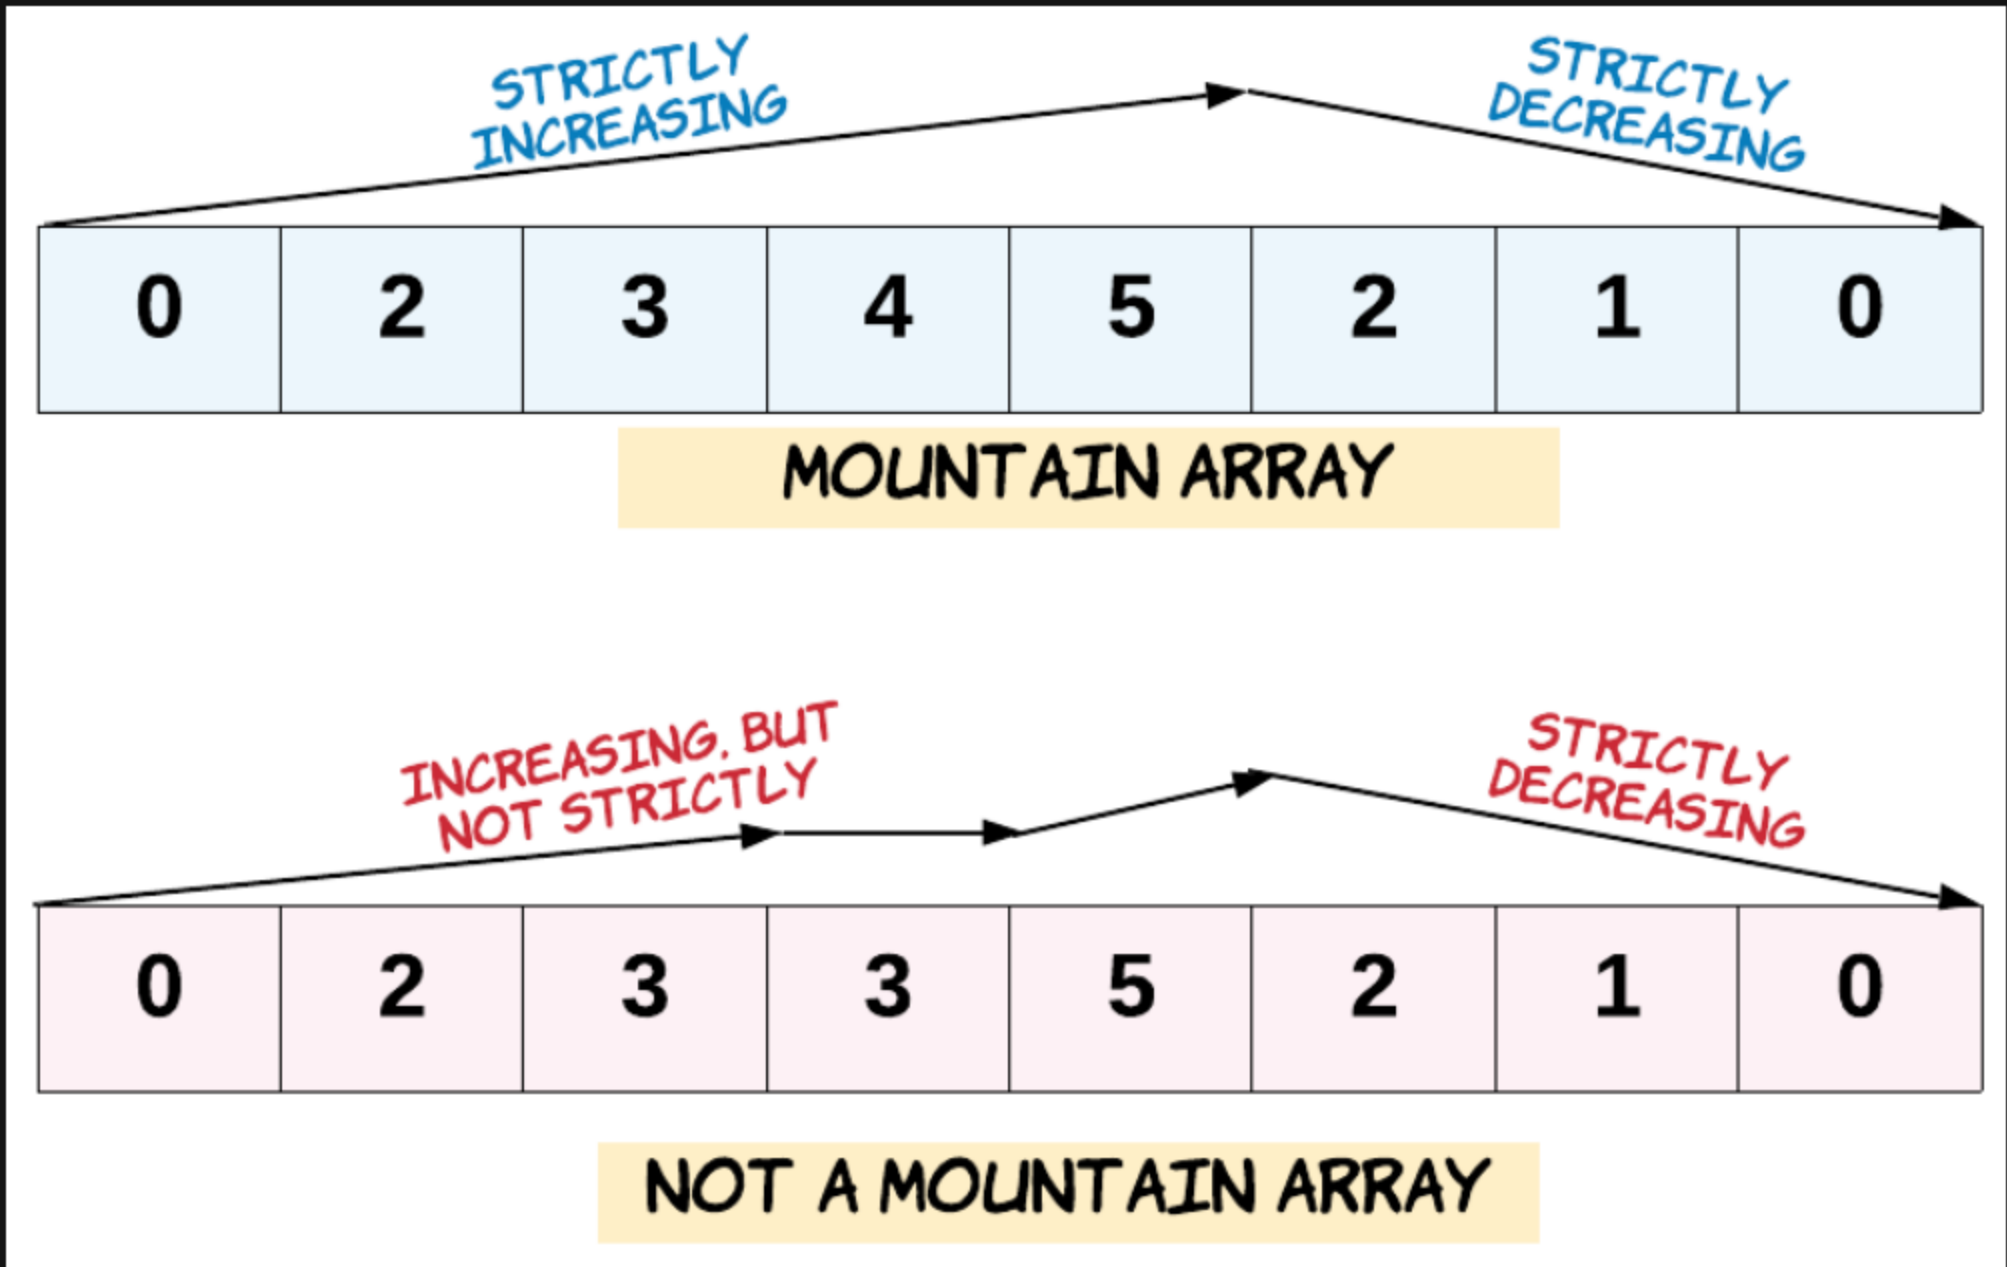 STRICTLY
INCREASING
STRICTLY
DECREASING
0 2 3 4 5 2 1 0
MOUNTAIN ARRAY
INCREASING. BUT
NOT STRICTLY
STRICTLY
DECREASING
0 2 3 3 5 2 1 0
NOT A MOUNTAIN ARRAY